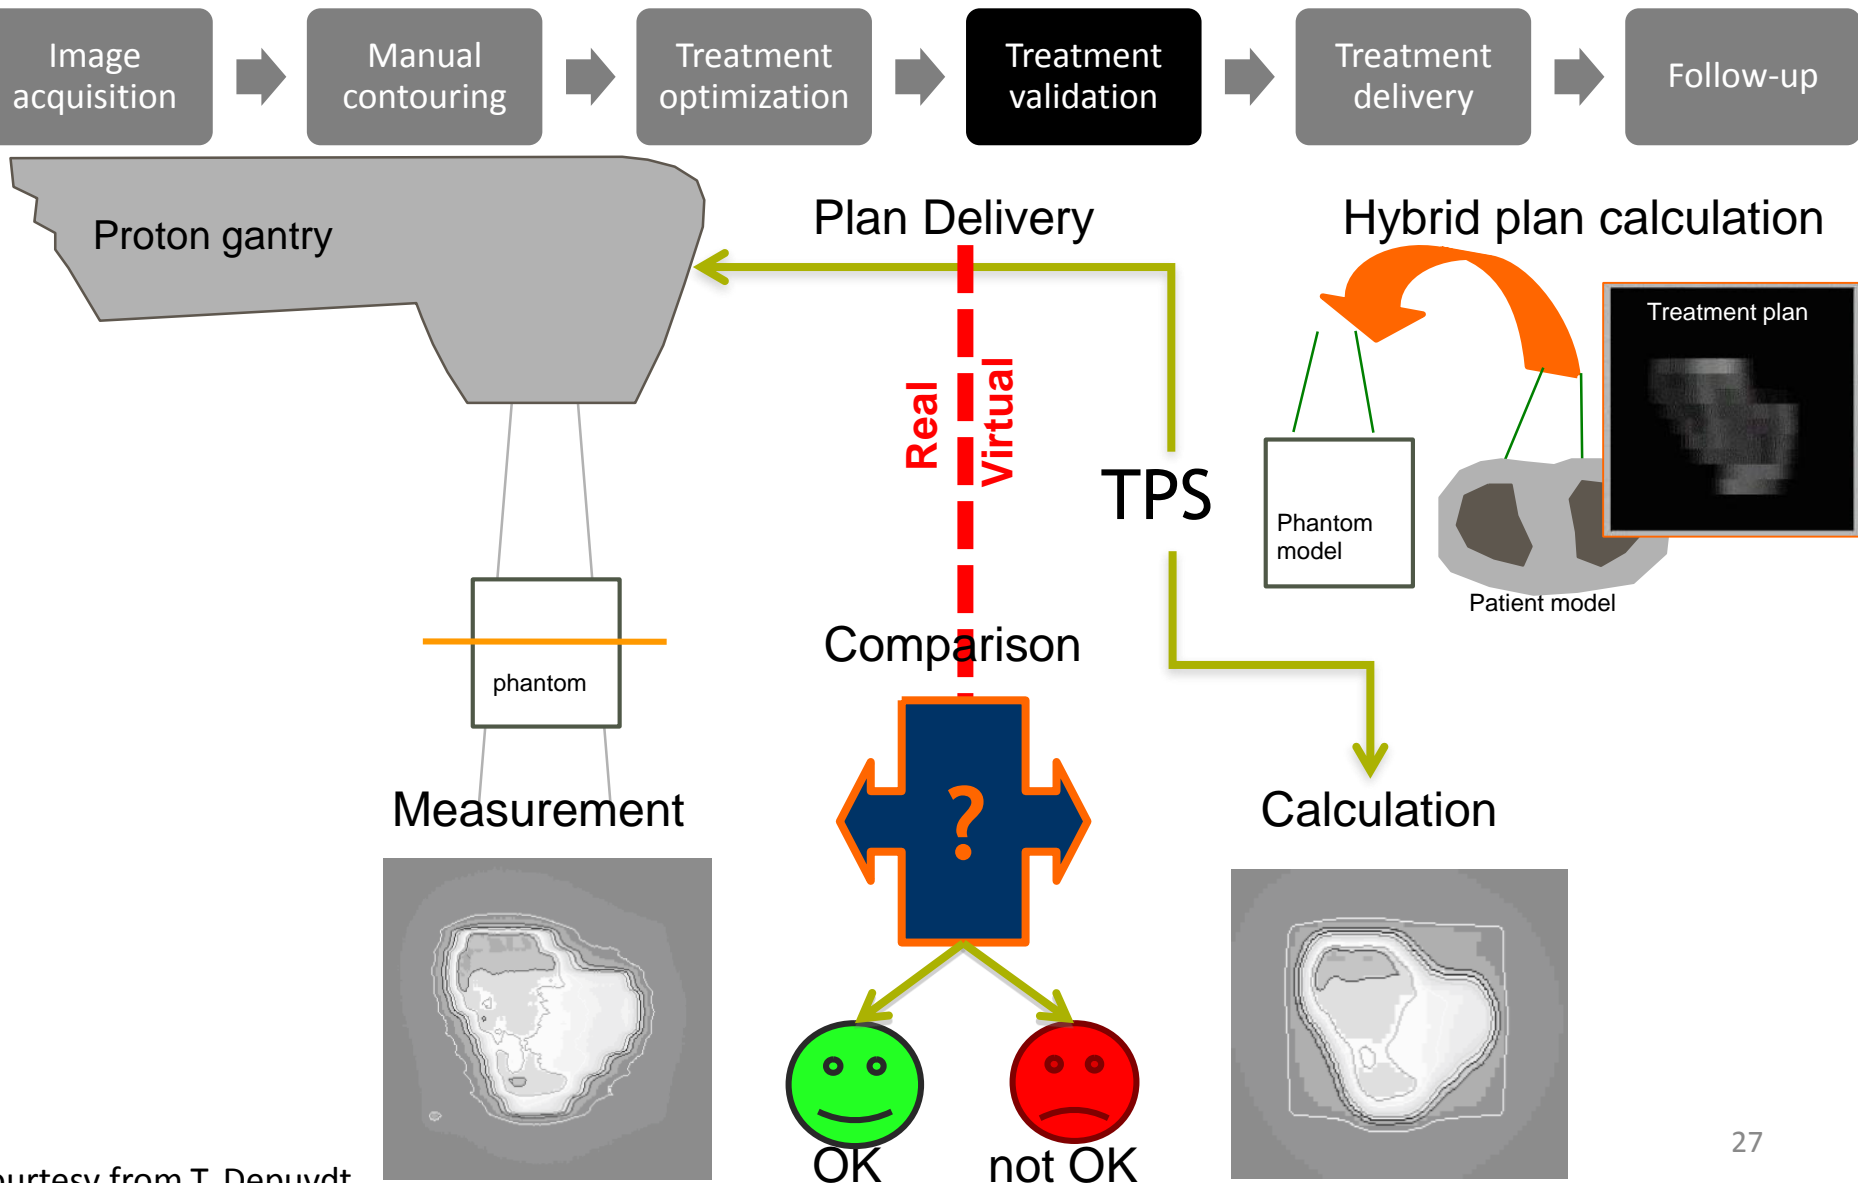 Image
acquisition
Manual
contouring
Treatment
optimization
Treatment
validation
Treatment
delivery
Follow-up
Proton gantry
Plan Delivery
Hybrid plan calculation
Treatment plan
Real
Virtual
TPS
Phantom
model
Patient model
Comparison
phantom
Measurement
?
Calculation
OK
not OK
27
from T. Depuydt